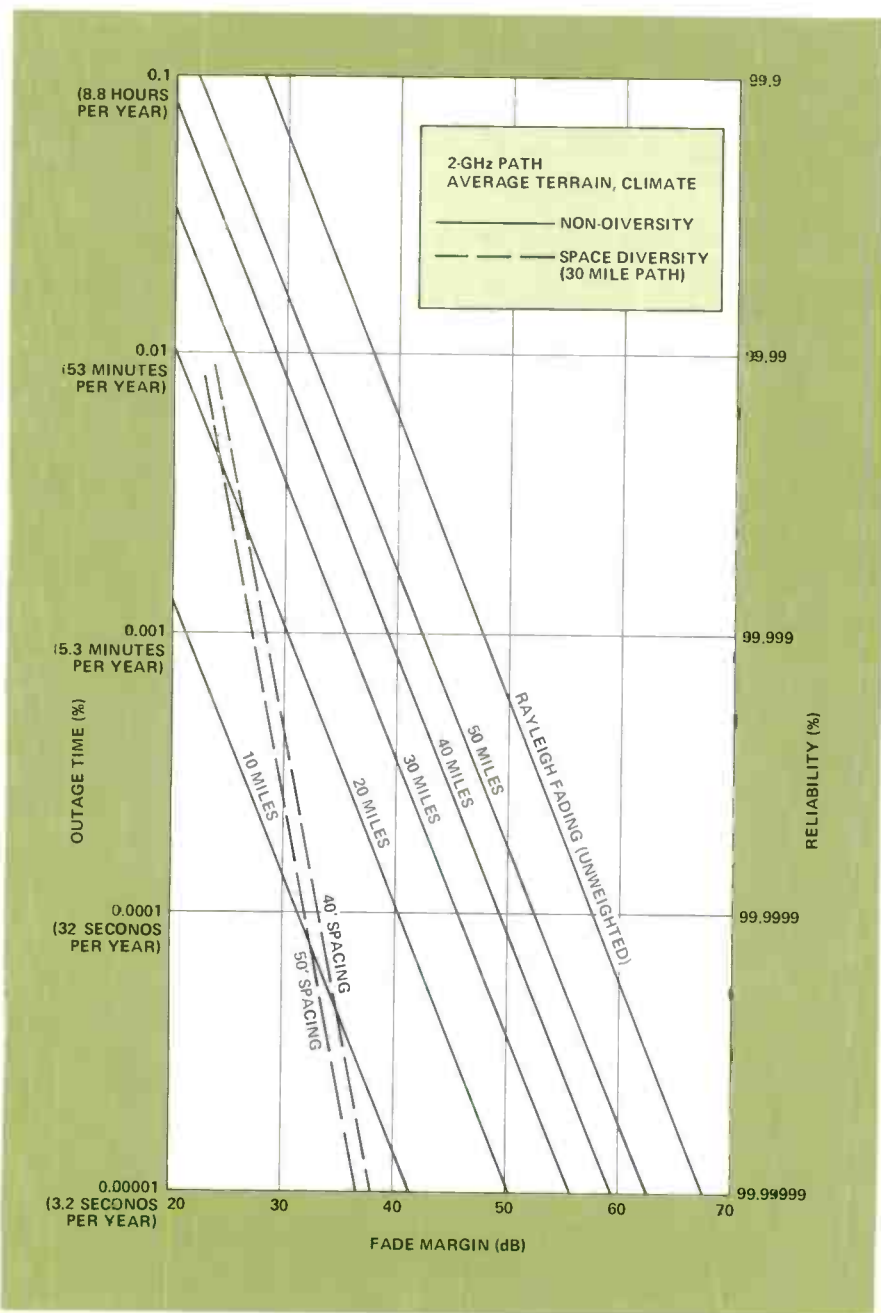 0.1
(8.8 HOURS
PER YEAR)
99.9
2-GHz PATH
AVERAGE TERRAIN, CLIMATE
NON-DIVERSITY
SPACE DIVERSITY
(30 MILE PATH)
0.01
(53 MINUTES
PER YEAR)
99.99
0.001
(5.3 MINUTES
PER YEAR)
99.999
OUTAGE TIME (%)
RELIABILITY (%)
10 MILES
20 MILES
30 MILES
40 MILES
50 MILES
RAYLEIGH FADING (UNWEIGHTED)
0.0001
(32 SECONDS
PER YEAR)
99.9999
40' SPACING
50' SPACING
0.00001
(3.2 SECONDS
PER YEAR)
99.99999
20 30 40 50 60 70
FADE MARGIN (dB)